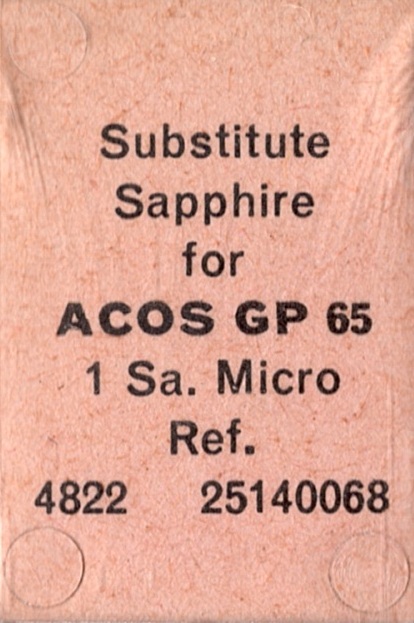 Substitute
Sapphire
for
ACOS GP 65
1 Sa. Micro
Ref.
4822 25140068